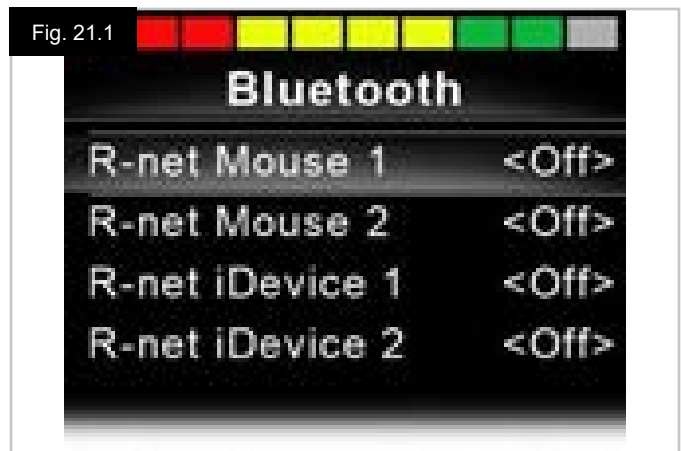 Fig. 21.1
Bluetooth
R-net Mouse 1 <Off>
R-net Mouse 2 <Off>
R-net iDevice 1 <Off>
R-net iDevice 2 <Off>